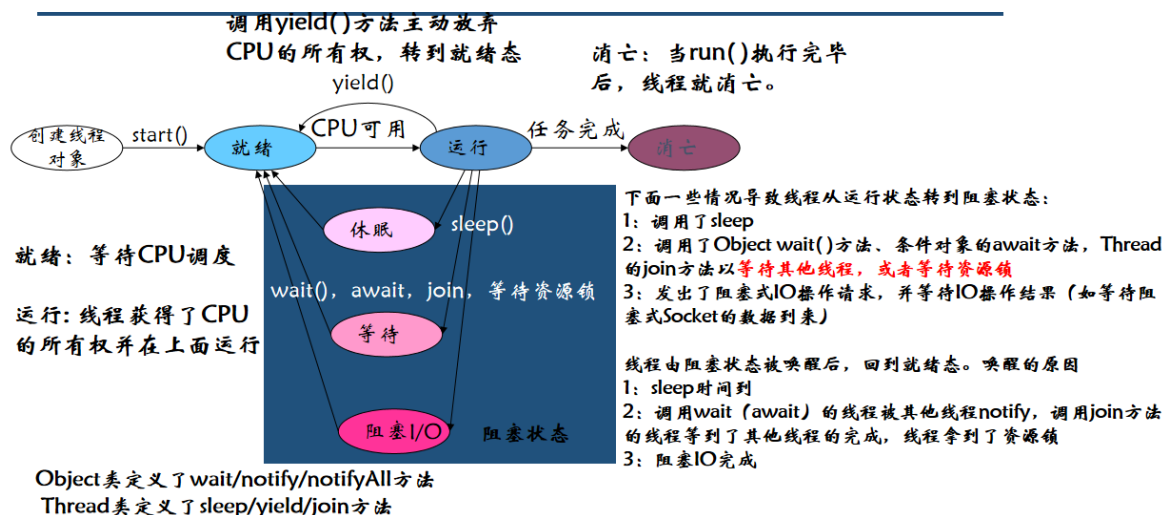 调用yield()方法主动放弃
CPU的所有权，转到就绪态
消亡：当run()执行完毕
后，线程就消亡。
yield()
创建线程
对象
start()
就绪
CPU可用
运行
任务完成
消亡
休眠
sleep()
wait()，await，join，等待资源锁
等待
阻塞I/O
阻塞状态
就绪：等待CPU调度
运行: 线程获得了CPU
的所有权并在上面运行
下面一些情况导致线程从运行状态转到阻塞状态：
1：调用了sleep
2：调用了Object wait()方法、条件对象的await方法，Thread
的join方法以等待其他线程，或者等待资源锁
3：发出了阻塞式IO操作请求，并等待IO操作结果（如等待阻
塞式Socket的数据到来）
线程由阻塞状态被唤醒后，回到就绪态。唤醒的原因
1：sleep时间到
2：调用wait（await）的线程被其他线程notify，调用join方法
的线程等到了其他线程的完成，线程拿到了资源锁
3：阻塞IO完成
Object类定义了wait/notify/notifyAll方法
Thread类定义了sleep/yield/join方法